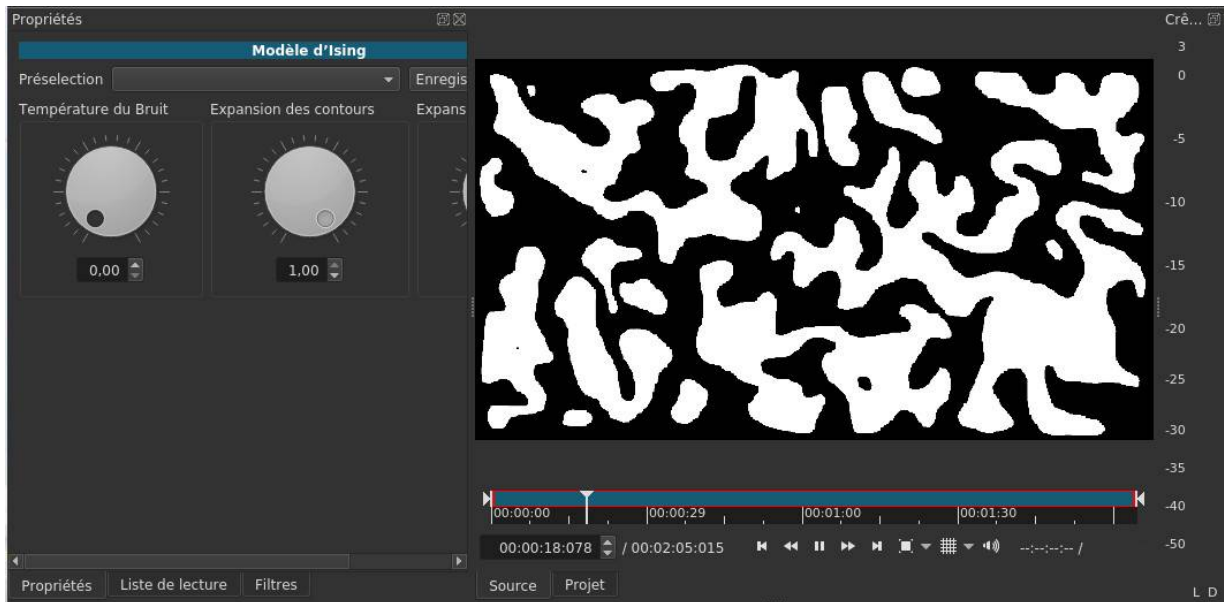 Propriétés
Modèle d'Ising
Préselection
Enregis
Température du Bruit
Expansion des contours
Expans
0,00
1,00
Propriétés
Liste de lecture
Filtres
00:00:00
00:00:29
00:01:00
00:01:30
00:00:18:078
/ 00:02:05:015
--:--:--:-- /
Source
Projet
Crê...
3
0
-5
-10
-15
-20
-25
-30
-35
-40
-50
L D